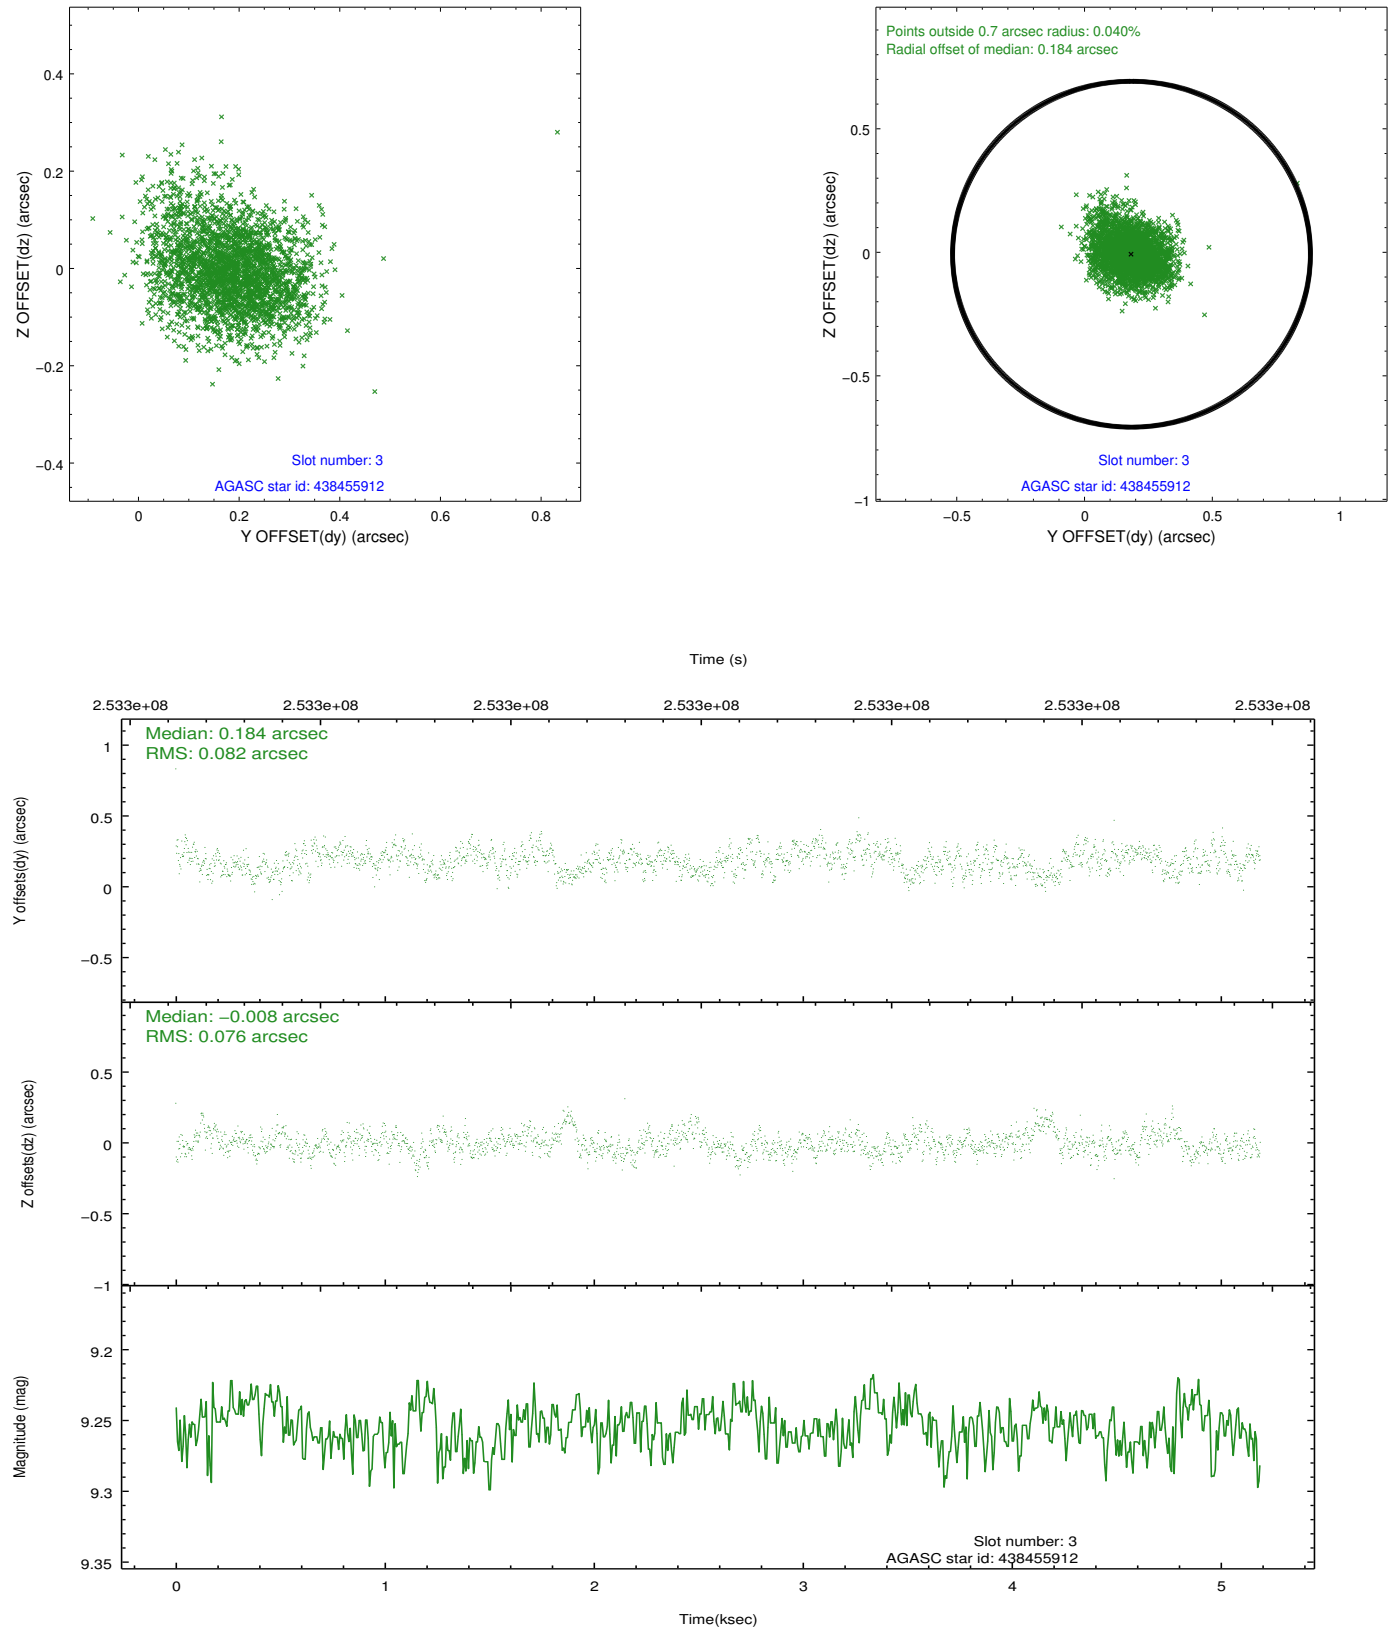 0.4
0.2
0
−0.2
−0.4
Z OFFSET(dz) (arcsec)
Slot number: 3
AGASC star id: 438455912
0 0.2 0.4 0.6 0.8
Y OFFSET(dy) (arcsec)
Points outside 0.7 arcsec radius: 0.040%
Radial offset of median: 0.184 arcsec
0.5
0
−0.5
−1
Z OFFSET(dz) (arcsec)
Slot number: 3
AGASC star id: 438455912
−0.5 0 0.5 1
Y OFFSET(dy) (arcsec)
Time (s)
2.533e+08 2.533e+08 2.533e+08 2.533e+08 2.533e+08 2.533e+08 2.533e+08
Median: 0.184 arcsec
RMS: 0.082 arcsec
1
0.5
0
−0.5
Y offsets(dy) (arcsec)
Median: −0.008 arcsec
RMS: 0.076 arcsec
0.5
0
−0.5
−1
Z offsets(dz) (arcsec)
9.2
9.25
9.3
9.35
Magnitude (mag)
Slot number: 3
AGASC star id: 438455912
0 1 2 3 4 5
Time(ksec)